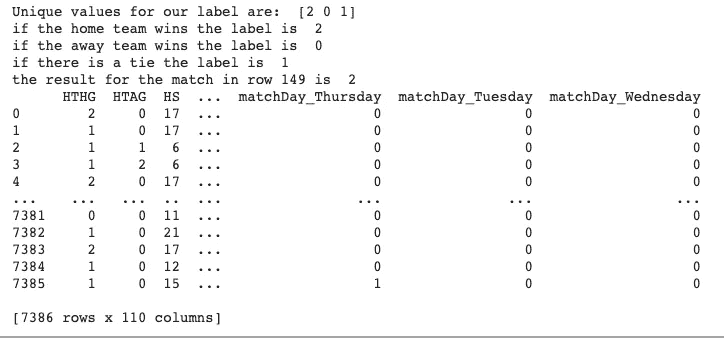 Unique values for our label are:  [2 0 1]
if the home team wins the label is  2
if the away team wins the label is  0
if there is a tie the label is  1
the result for the match in row 149 is  2
      HTHG  HTAG  HS  ...  matchDay_Thursday  matchDay_Tuesday  matchDay_Wednesday
0        2     0  17  ...                  0                 0                   0
1        1     0  17  ...                  0                 0                   0
2        1     1   6  ...                  0                 0                   0
3        1     2   6  ...                  0                 0                   0
4        2     0  17  ...                  0                 0                   0
...    ...   ...  ..  ...                ...               ...                 ...
7381     0     0  11  ...                  0                 0                   0
7382     1     0  21  ...                  0                 0                   0
7383     2     0  17  ...                  0                 0                   0
7384     1     0  12  ...                  0                 0                   0
7385     1     0  15  ...                  1                 0                   0
[7386 rows x 110 columns]